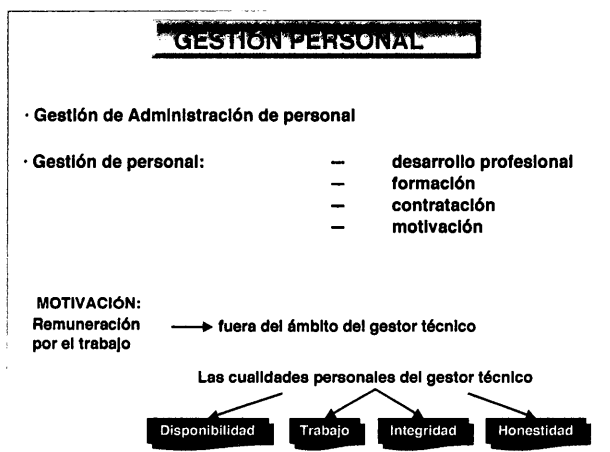 GESTIÓN PERSONAL
· Gestión de Administración de personal
· Gestión de personal: – desarrollo profesional
– formación
– contratación
– motivación
MOTIVACIÓN:
Remuneración
por el trabajo → fuera del ámbito del gestor técnico
Las cualidades personales del gestor técnico
Disponibilidad Trabajo Integridad Honestidad